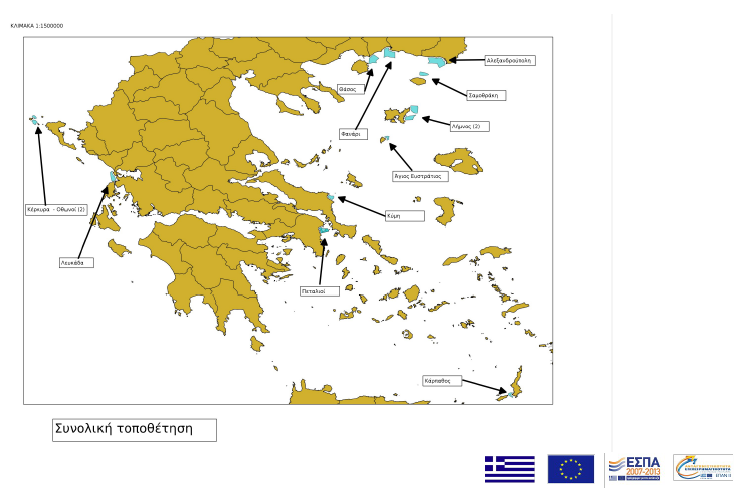 ΚΛΙΜΑΚΑ 1:1500000
Αλεξανδρούπολη
Θάσος
Σαμοθράκη
Λήμνος (2)
Φανάρι
Άγιος Ευστράτιος
Κέρκυρα - Οθωνοί (2)
Κύμη
Λευκάδα
Πεταλιοί
Κάρπαθος
Συνολική τοποθέτηση
ΕΣΠΑ
2007-2013